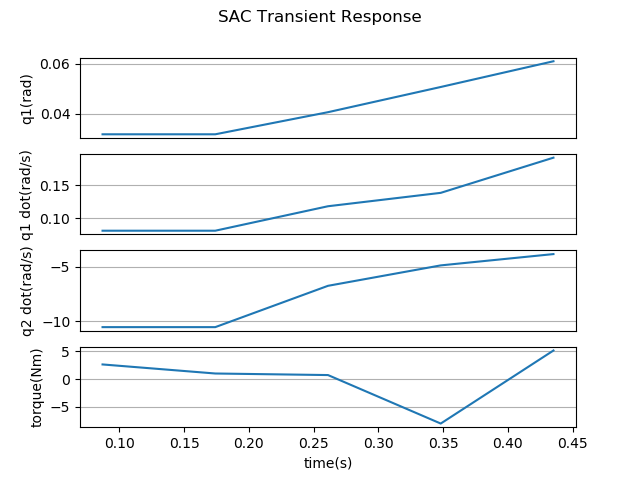 SAC Transient Response
q1(rad)
0.06
0.04
q1 dot(rad/s)
0.15
0.10
q2 dot(rad/s)
−5
−10
torque(Nm)
5
0
−5
0.10 0.15 0.20 0.25 0.30 0.35 0.40 0.45
time(s)